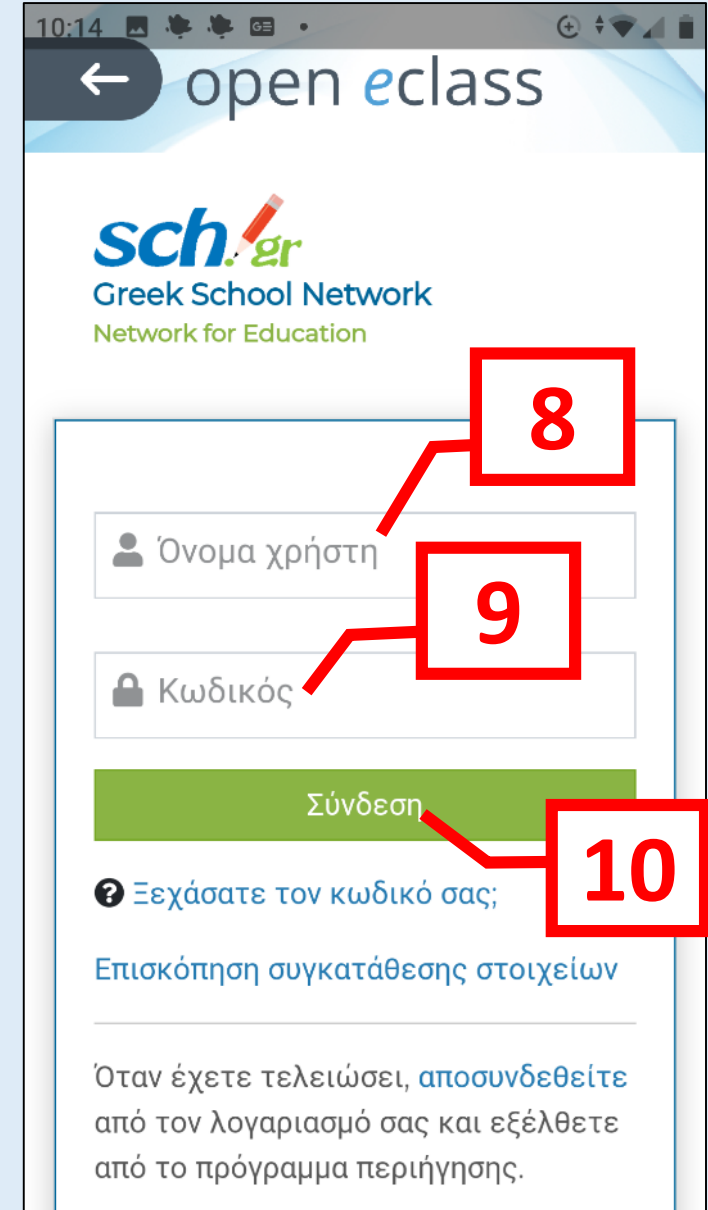 10:14 GE
open eclass
sch.gr
Greek School Network
Network for Education
8
Όνομα χρήστη
9
Κωδικός
Σύνδεση
10
? Ξεχάσατε τον κωδικό σας;
Επισκόπηση συγκατάθεσης στοιχείων
Όταν έχετε τελειώσει, αποσυνδεθείτε
από τον λογαριασμό σας και εξέλθετε
από το πρόγραμμα περιήγησης.